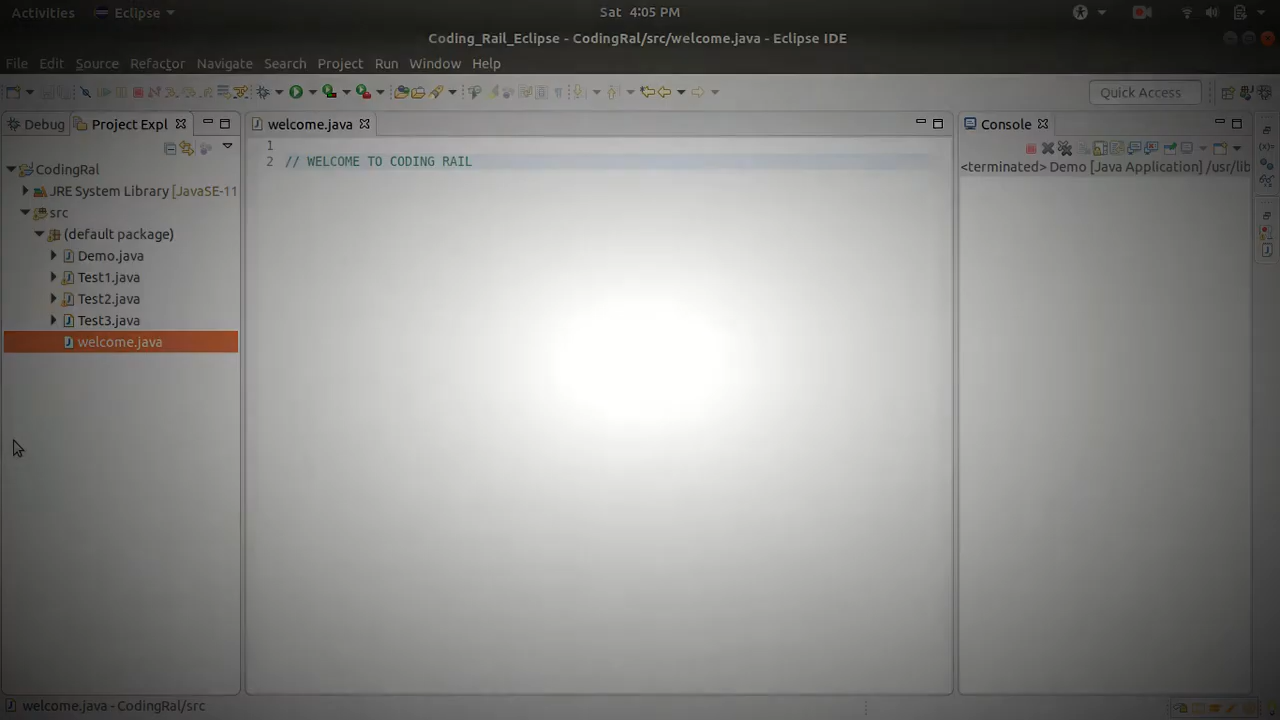 Activities Eclipse Sat 4:05 PM
Coding_Rail_Eclipse - CodingRal/src/welcome.java - Eclipse IDE
File Edit Source Refactor Navigate Search Project Run Window Help
Quick Access
Debug Project Expl
CodingRal
JRE System Library [JavaSE-11
src
(default package)
Demo.java
Test1.java
Test2.java
Test3.java
welcome.java
welcome.java
1
2 // WELCOME TO CODING RAIL
Console
<terminated> Demo [Java Application] /usr/lib
welcome.java - CodingRal/src